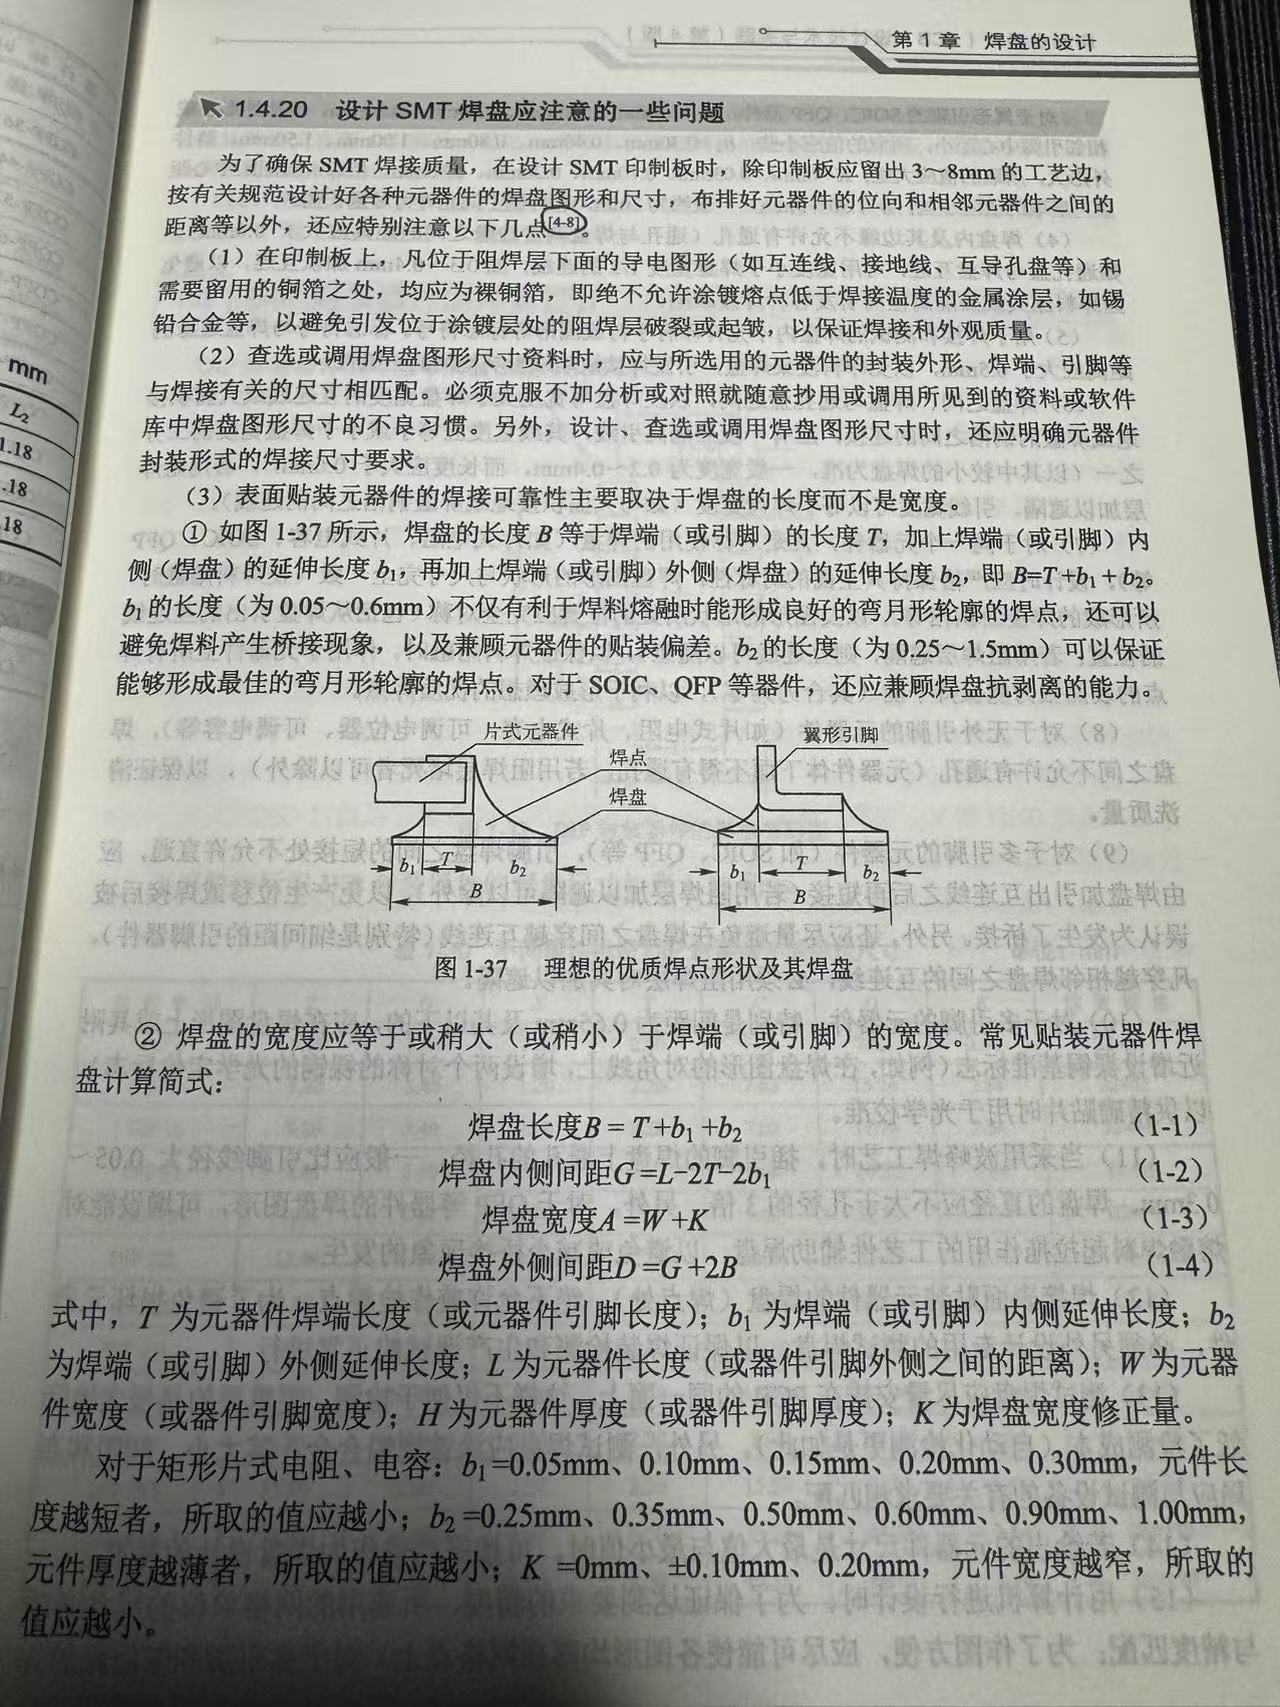 第1章 焊盘的设计
1.4.20 设计 SMT 焊盘应注意的一些问题
为了确保 SMT 焊接质量，在设计 SMT 印制板时，除印制板应留出 3～8mm 的工艺边，
按有关规范设计好各种元器件的焊盘图形和尺寸，布排好元器件的位向和相邻元器件之间的
距离等以外，还应特别注意以下几点[4-8]。
（1）在印制板上，凡位于阻焊层下面的导电图形（如互连线、接地线、互导孔盘等）和
需要留用的铜箔之处，均应为裸铜箔，即绝不允许涂镀熔点低于焊接温度的金属涂层，如锡
铅合金等，以避免引发位于涂镀层处的阻焊层破裂或起皱，以保证焊接和外观质量。
（2）查选或调用焊盘图形尺寸资料时，应与所选用的元器件的封装外形、焊端、引脚等
与焊接有关的尺寸相匹配。必须克服不加分析或对照就随意抄用或调用所见到的资料或软件
库中焊盘图形尺寸的不良习惯。另外，设计、查选或调用焊盘图形尺寸时，还应明确元器件
封装形式的焊接尺寸要求。
（3）表面贴装元器件的焊接可靠性主要取决于焊盘的长度而不是宽度。
① 如图 1-37 所示，焊盘的长度 B 等于焊端（或引脚）的长度 T，加上焊端（或引脚）内
侧（焊盘）的延伸长度 b₁，再加上焊端（或引脚）外侧（焊盘）的延伸长度 b₂，即 B=T+b₁+b₂。
b₁ 的长度（为 0.05～0.6mm）不仅有利于焊料熔融时能形成良好的弯月形轮廓的焊点，还可以
避免焊料产生桥接现象，以及兼顾元器件的贴装偏差。b₂ 的长度（为 0.25～1.5mm）可以保证
能够形成最佳的弯月形轮廓的焊点。对于 SOIC、QFP 等器件，还应兼顾焊盘抗剥离的能力。
片式元器件
焊点
焊盘
翼形引脚
b₁ T b₂
B
b₁ T b₂
B
图 1-37 理想的优质焊点形状及其焊盘
② 焊盘的宽度应等于或稍大（或稍小）于焊端（或引脚）的宽度。常见贴装元器件焊
盘计算简式：
焊盘长度B = T+b₁+b₂ （1-1）
焊盘内侧间距G =L−2T−2b₁ （1-2）
焊盘宽度A =W+K （1-3）
焊盘外侧间距D =G+2B （1-4）
式中，T 为元器件焊端长度（或元器件引脚长度）；b₁ 为焊端（或引脚）内侧延伸长度；b₂
为焊端（或引脚）外侧延伸长度；L 为元器件长度（或器件引脚外侧之间的距离）；W 为元器
件宽度（或器件引脚宽度）；H 为元器件厚度（或器件引脚厚度）；K 为焊盘宽度修正量。
对于矩形片式电阻、电容：b₁=0.05mm、0.10mm、0.15mm、0.20mm、0.30mm，元件长
度越短者，所取的值应越小；b₂=0.25mm、0.35mm、0.50mm、0.60mm、0.90mm、1.00mm，
元件厚度越薄者，所取的值应越小；K =0mm、±0.10mm、0.20mm，元件宽度越窄，所取的
值应越小。
mm
L₂
1.18
.18
.18